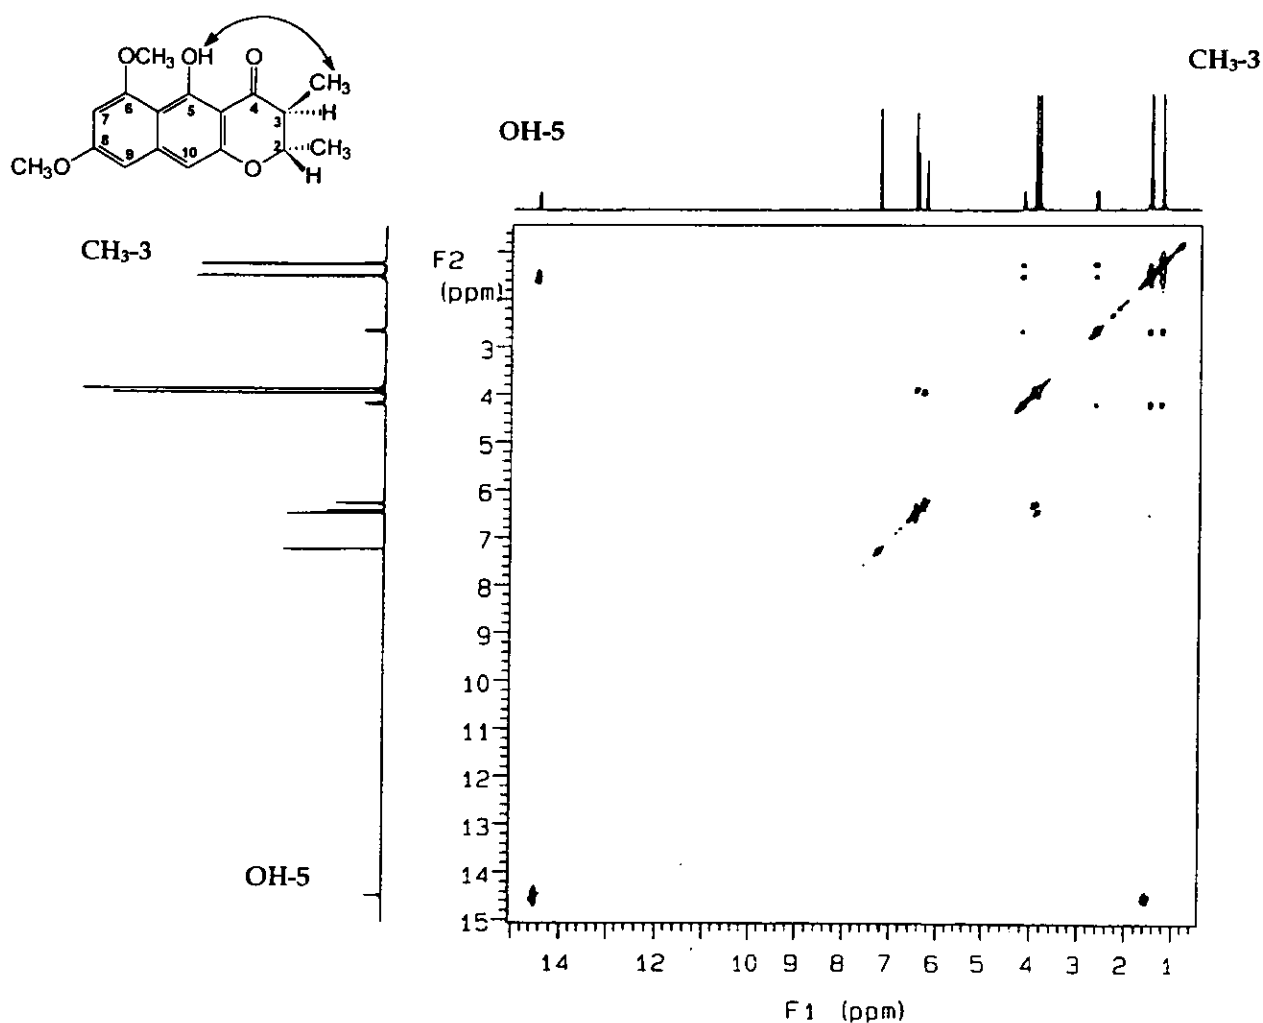 OCH₃ OH O
CH₃
6 5 4
7 3 H
8 2 CH₃
CH₃O 9 10 O H
CH₃-3
OH-5
CH₃-3
OH-5
F2
(ppm)
3
4
5
6
7
8
9
10
11
12
13
14
15
14 12 10 9 8 7 6 5 4 3 2 1
F1 (ppm)